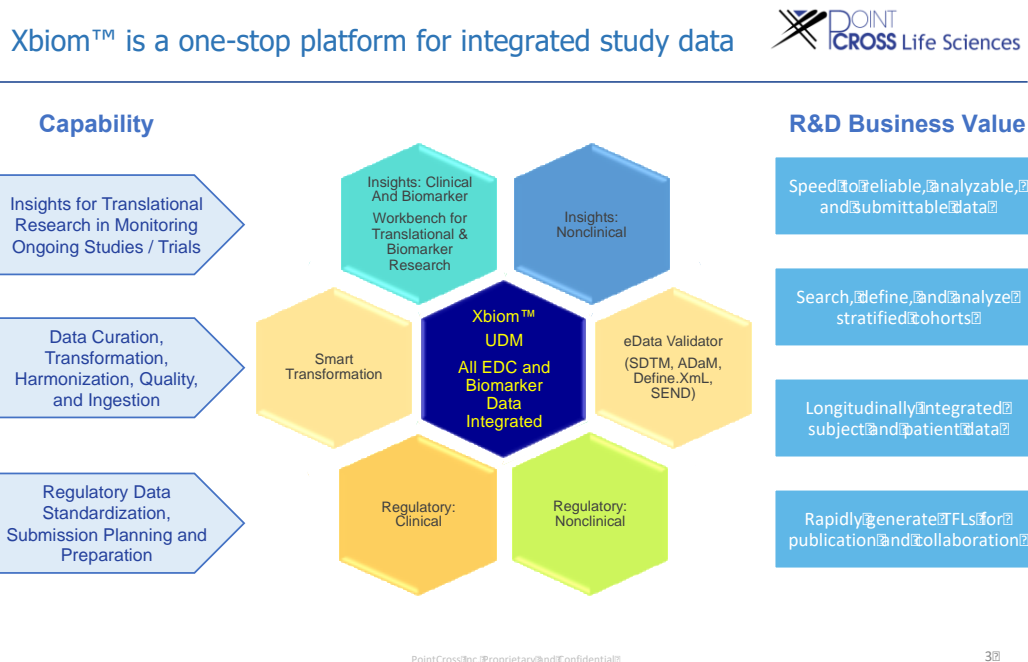 Xbiom™ is a one-stop platform for integrated study data
POINT
CROSS Life Sciences
Capability
R&D Business Value
Insights for Translational
Research in Monitoring
Ongoing Studies / Trials
Data Curation,
Transformation,
Harmonization, Quality,
and Ingestion
Regulatory Data
Standardization,
Submission Planning and
Preparation
Insights: Clinical
And Biomarker
Workbench for
Translational &
Biomarker
Research
Insights:
Nonclinical
Smart
Transformation
Xbiom™
UDM
All EDC and
Biomarker
Data
Integrated
eData Validator
(SDTM, ADaM,
Define.XmL,
SEND)
Regulatory:
Clinical
Regulatory:
Nonclinical
Speed to reliable, analyzable,
and submittable data
Search, define, and analyze
stratified cohorts
Longitudinally integrated
subject and patient data
Rapidly generate TFLs for
publication and collaboration
PointCross Inc. Proprietary and Confidential
3